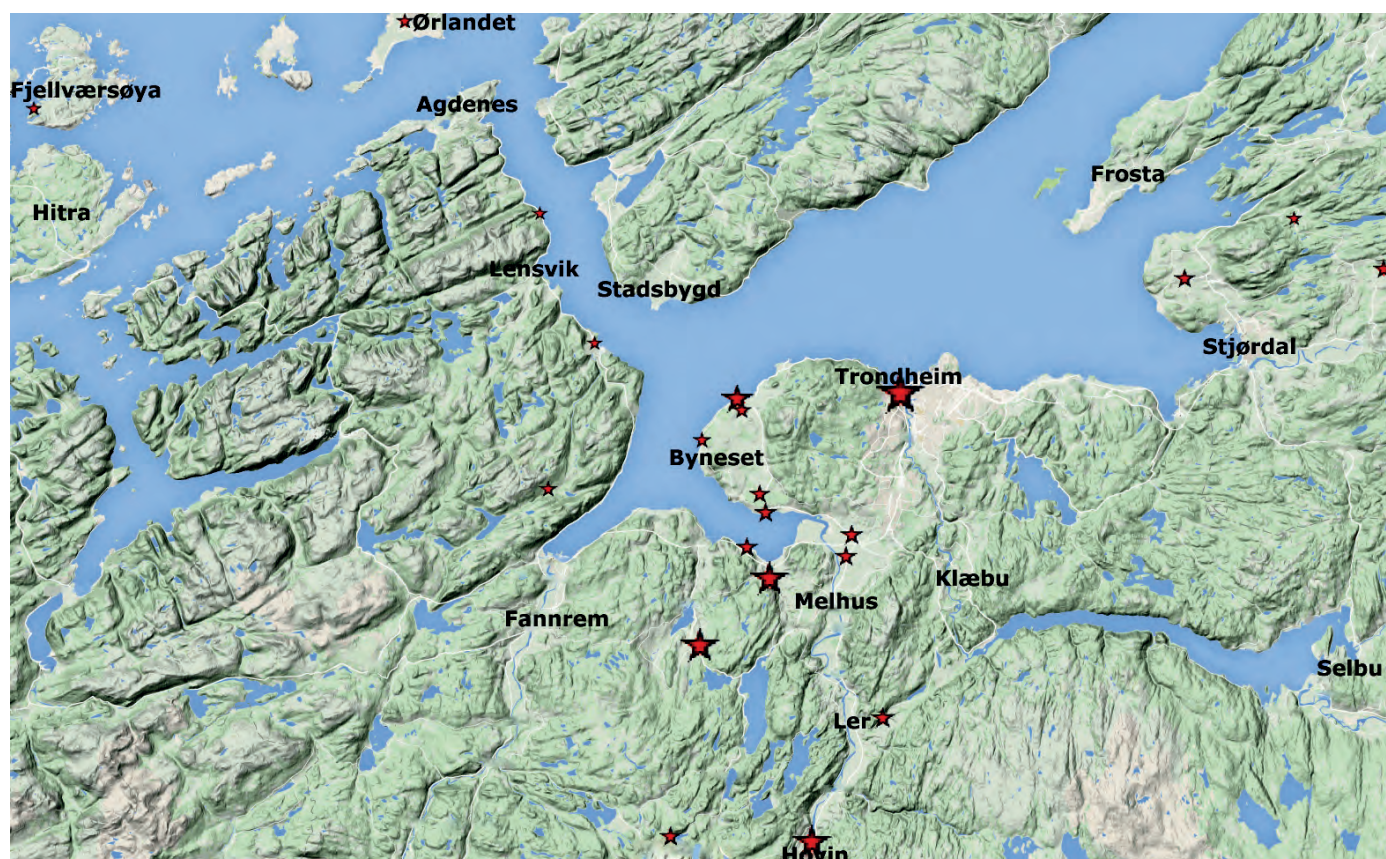 Ørlandet
Fjellværsøya
Agdenes
Frosta
Hitra
Lensvik
Stadsbygd
Stjørdal
Trondheim
Byneset
Klæbu
Melhus
Fannrem
Selbu
Ler
Hovin